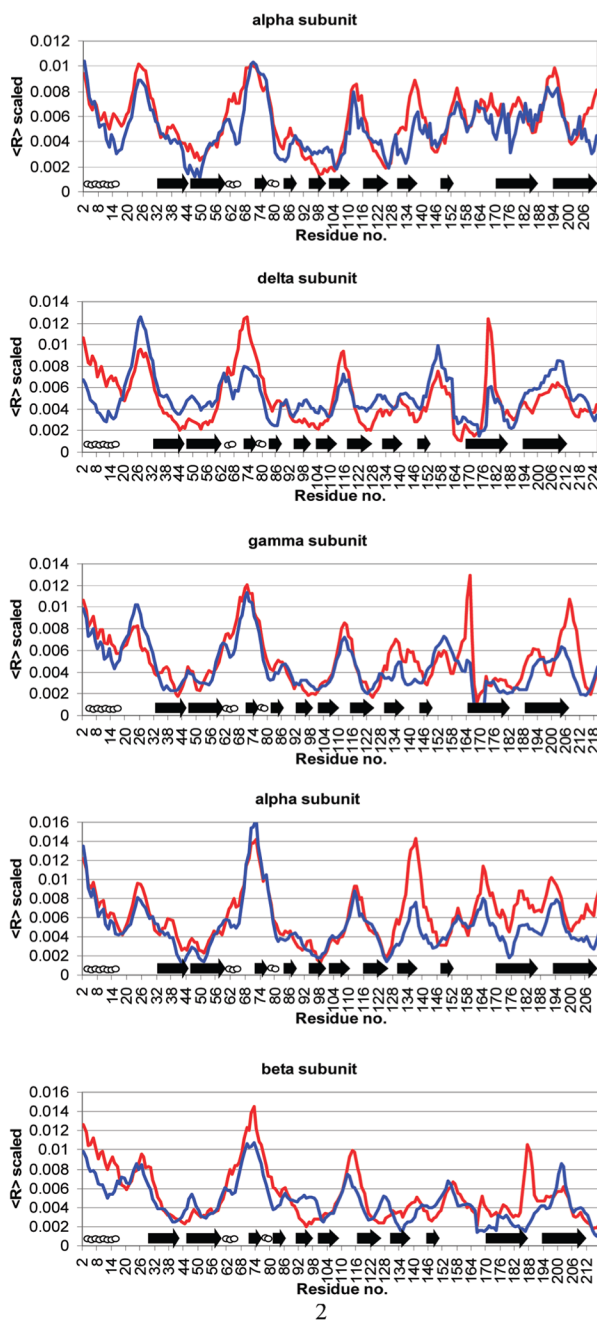 alpha subunit
<R> scaled
0.012
0.01
0.008
0.006
0.004
0.002
0
2 8 14 20 26 32 38 44 50 56 62 68 74 80 86 92 98 104 110 116 122 128 134 140 146 152 158 164 170 176 182 188 194 200 206
Residue no.
delta subunit
<R> scaled
0.014
0.012
0.01
0.008
0.006
0.004
0.002
0
2 8 14 20 26 32 38 44 50 56 62 68 74 80 86 92 98 104 110 116 122 128 134 140 146 152 158 164 170 176 182 188 194 200 206 212 218 224
Residue no.
gamma subunit
<R> scaled
0.014
0.012
0.01
0.008
0.006
0.004
0.002
0
2 8 14 20 26 32 38 44 50 56 62 68 74 80 86 92 98 104 110 116 122 128 134 140 146 152 158 164 170 176 182 188 194 200 206 212 218
Residue no.
alpha subunit
<R> scaled
0.016
0.014
0.012
0.01
0.008
0.006
0.004
0.002
0
2 8 14 20 26 32 38 44 50 56 62 68 74 80 86 92 98 104 110 116 122 128 134 140 146 152 158 164 170 176 182 188 194 200 206
Residue no.
beta subunit
<R> scaled
0.016
0.014
0.012
0.01
0.008
0.006
0.004
0.002
0
2 8 14 20 26 32 38 44 50 56 62 68 74 80 86 92 98 104 110 116 122 128 134 140 146 152 158 164 170 176 182 188 194 200 206 212
Residue no.
2